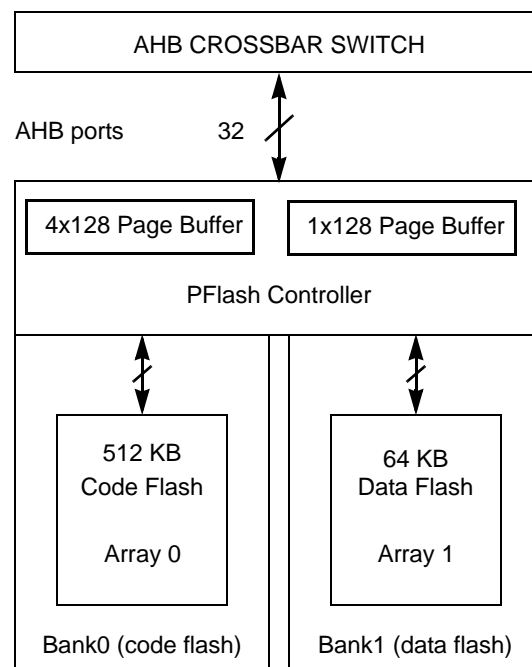 AHB CROSSBAR SWITCH
AHB ports 32
4x128 Page Buffer 1x128 Page Buffer
PFlash Controller
512 KB
Code Flash
Array 0
64 KB
Data Flash
Array 1
Bank0 (code flash)
Bank1 (data flash)